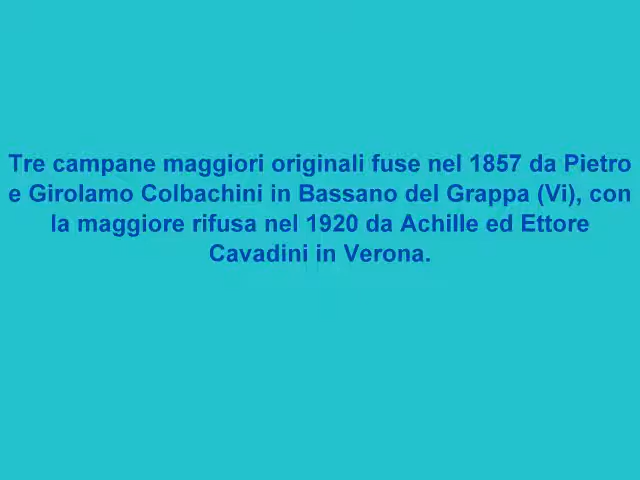 Tre campane maggiori originali fuse nel 1857 da Pietro
e Girolamo Colbachini in Bassano del Grappa (Vi), con
la maggiore rifusa nel 1920 da Achille ed Ettore
Cavadini in Verona.